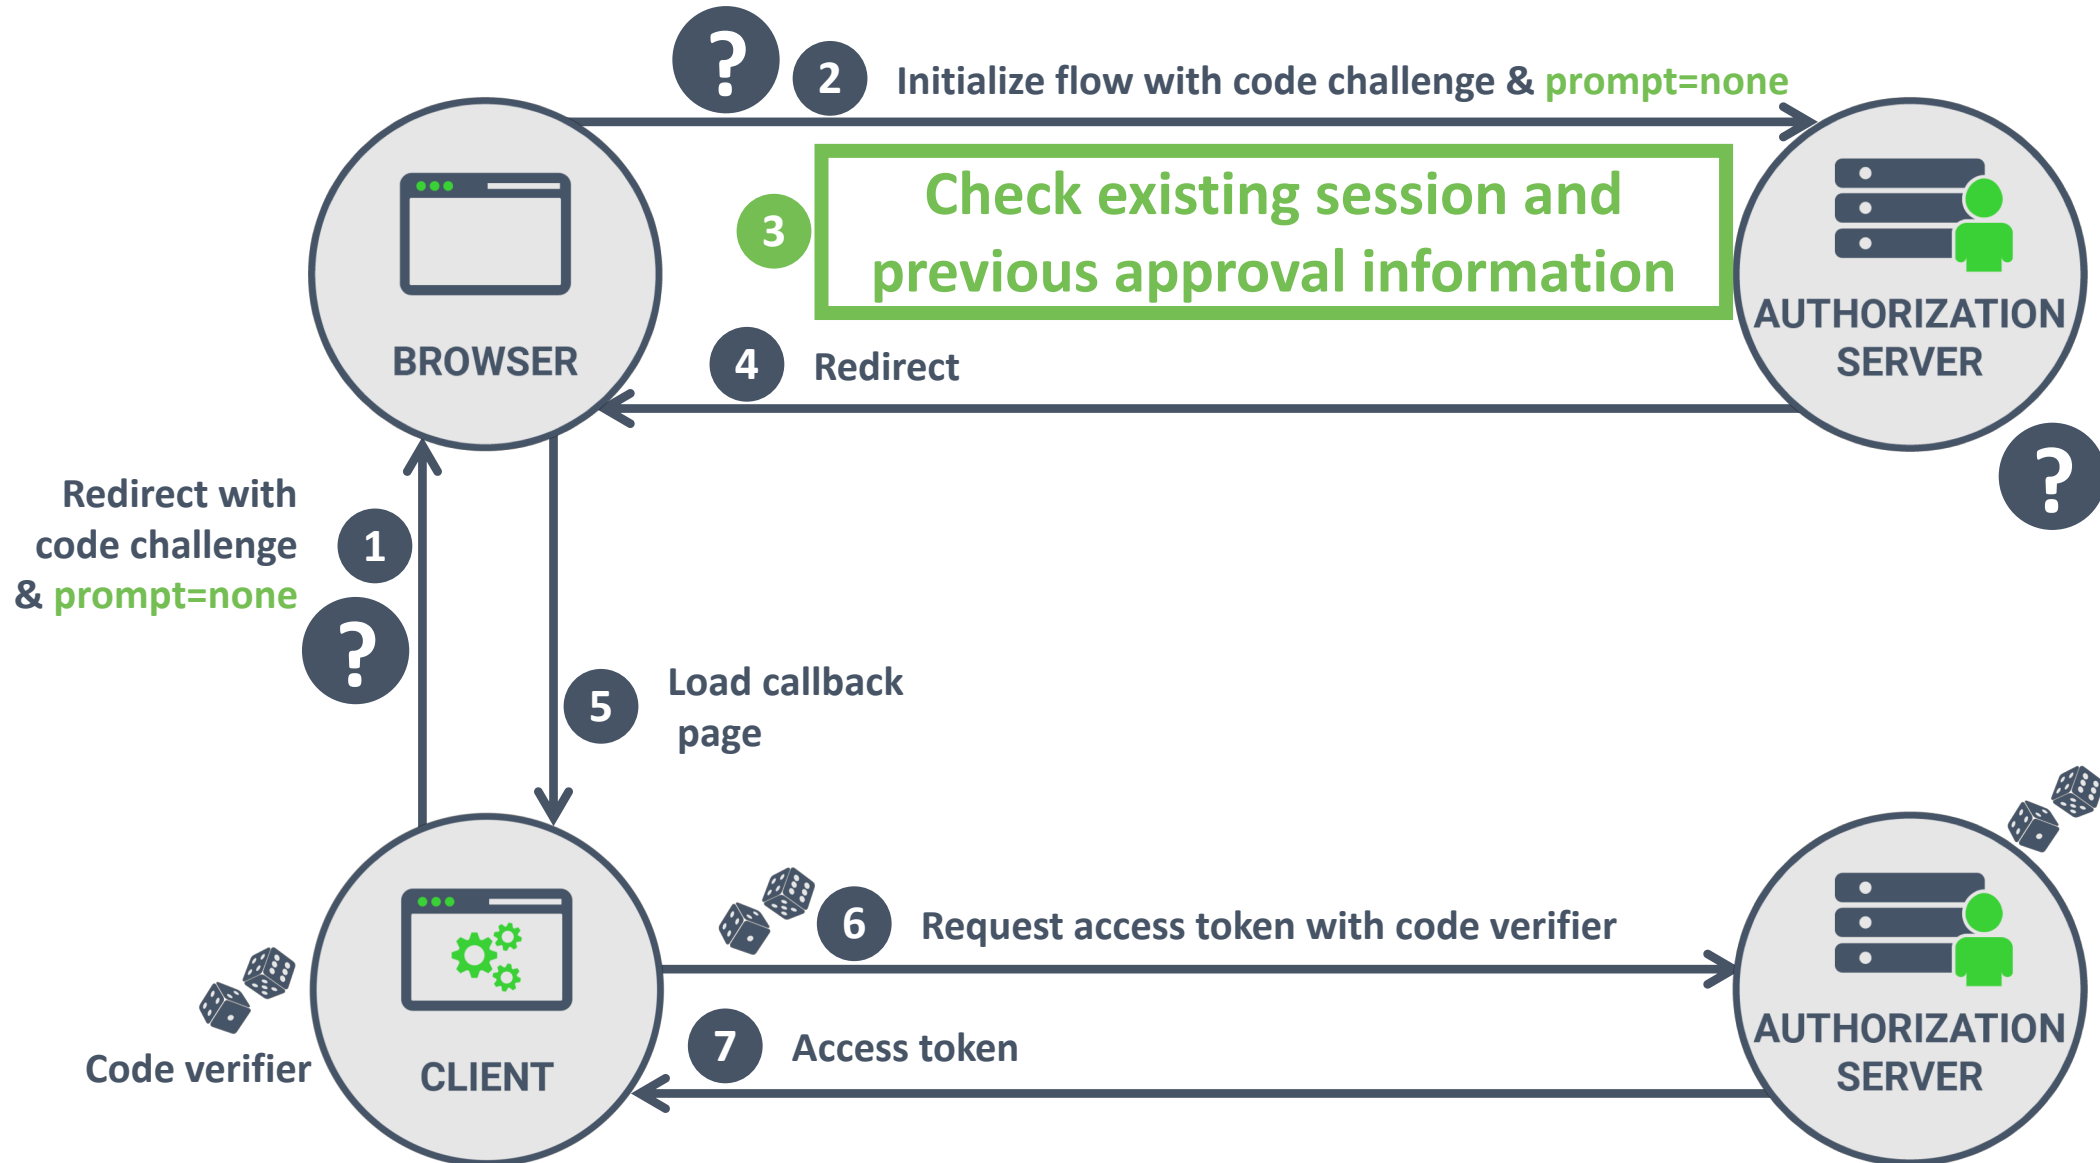 ?
2
Initialize flow with code challenge & prompt=none
3
Check existing session and
previous approval information
BROWSER
AUTHORIZATION
SERVER
4
Redirect
?
Redirect with
code challenge
& prompt=none
1
?
5
Load callback
page
6
Request access token with code verifier
Code verifier
CLIENT
7
Access token
AUTHORIZATION
SERVER